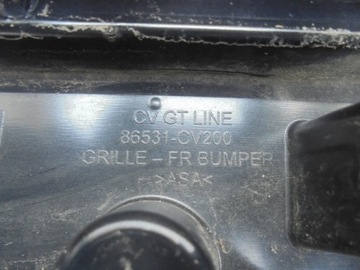 CV GT LINE
86531-CV200
GRILLE - FR BUMPER
>ASA<